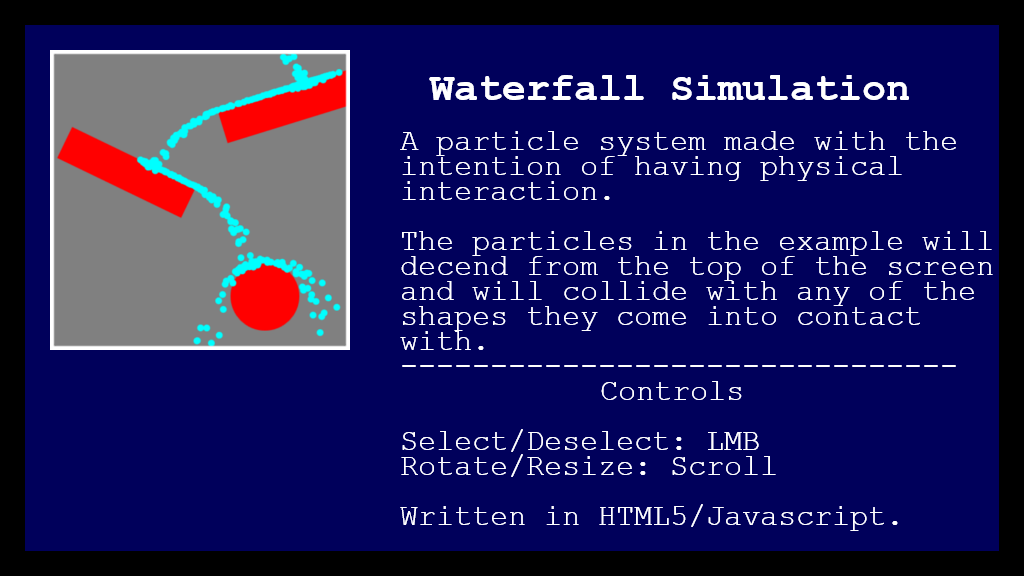 Waterfall Simulation
A particle system made with the
intention of having physical
interaction.
The particles in the example will
decend from the top of the screen
and will collide with any of the
shapes they come into contact
with.
-------------------------------
Controls
Select/Deselect: LMB
Rotate/Resize: Scroll
Written in HTML5/Javascript.